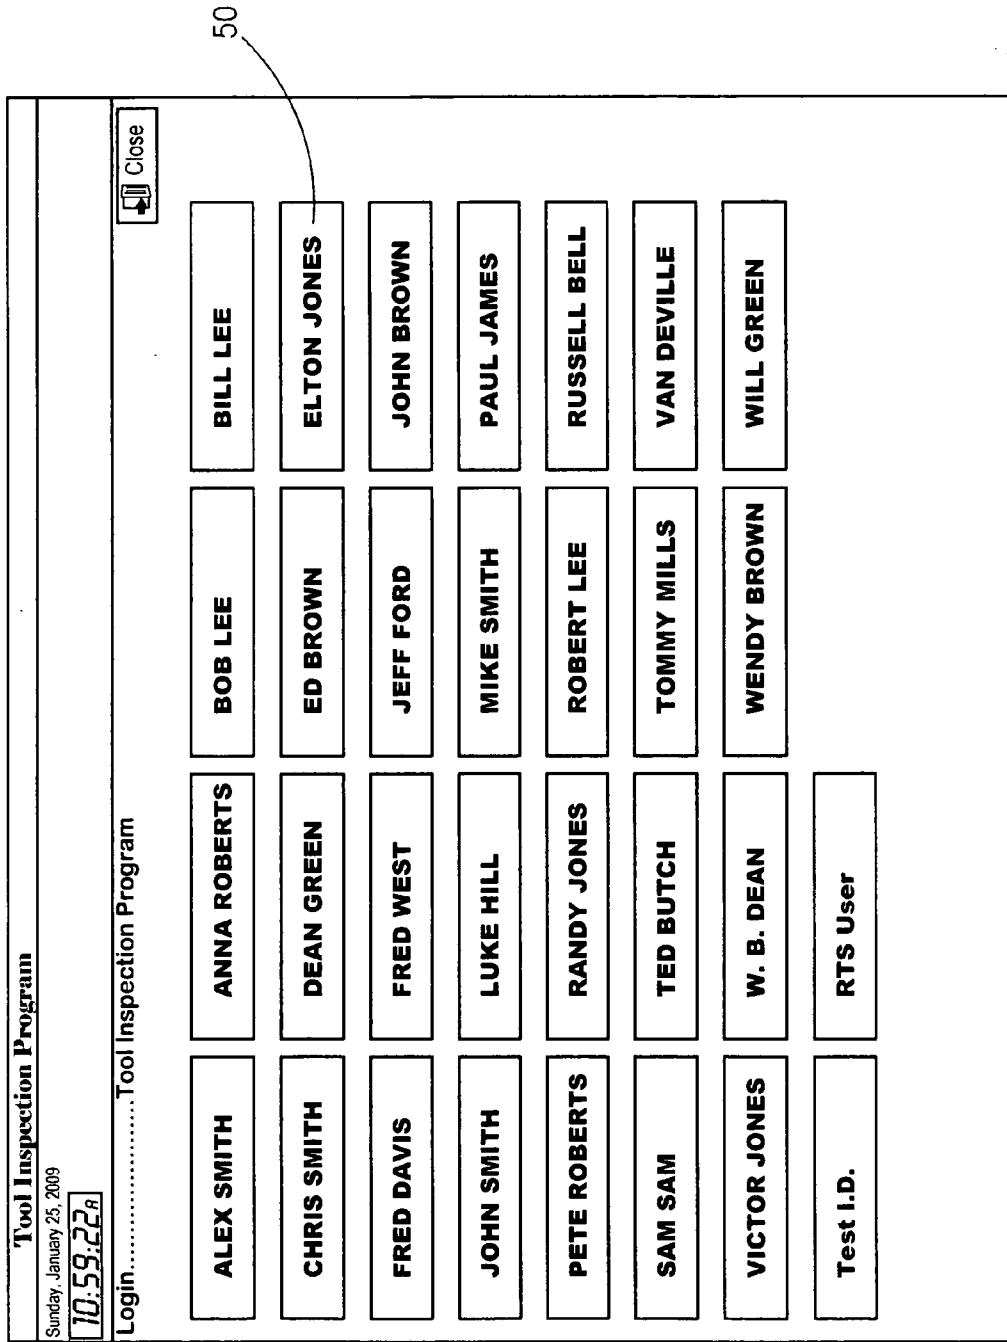 Tool Inspection Program
Sunday, January 25, 2009
10:59:22A
Login....................Tool Inspection Program
Close
ALEX SMITH
ANNA ROBERTS
BOB LEE
BILL LEE
CHRIS SMITH
DEAN GREEN
ED BROWN
ELTON JONES
50
FRED DAVIS
FRED WEST
JEFF FORD
JOHN BROWN
JOHN SMITH
LUKE HILL
MIKE SMITH
PAUL JAMES
PETE ROBERTS
RANDY JONES
ROBERT LEE
RUSSELL BELL
SAM SAM
TED BUTCH
TOMMY MILLS
VAN DEVILLE
VICTOR JONES
W. B. DEAN
WENDY BROWN
WILL GREEN
Test I.D.
RTS User